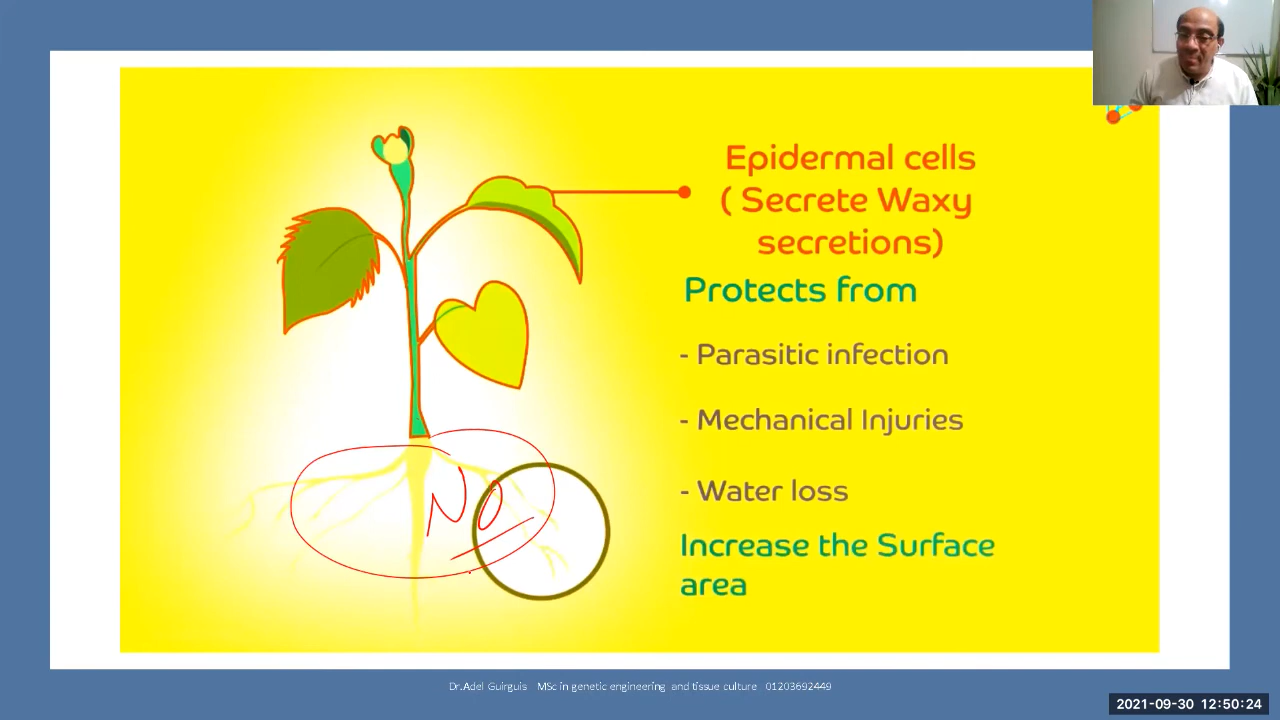 Epidermal cells
( Secrete Waxy
secretions)
Protects from
- Parasitic infection
- Mechanical Injuries
- Water loss
Increase the Surface
area
NO
Dr.Adel Guirguis MSc in genetic engineering and tissue culture 01203692449
2021-09-30 12:50:24